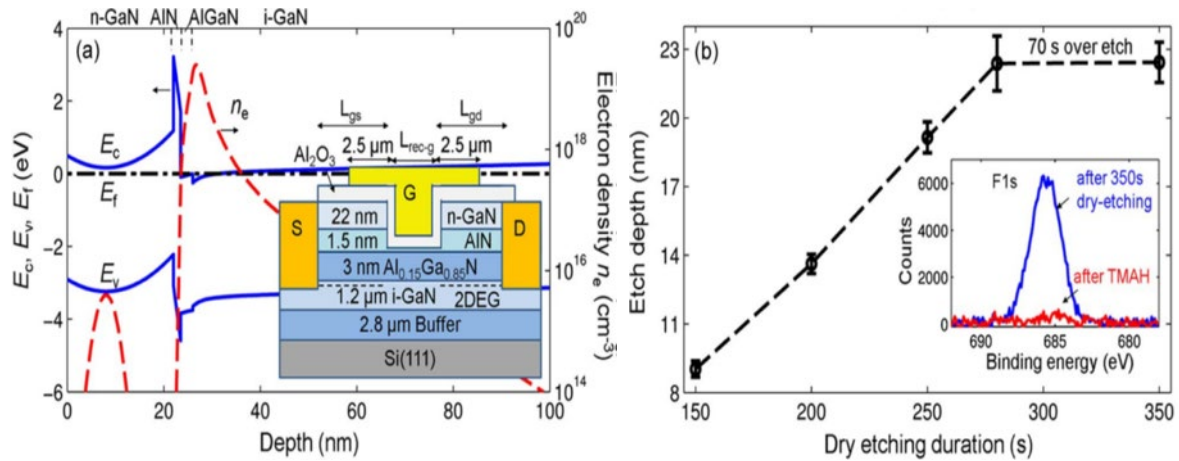 n-GaN AlN AlGaN i-GaN
(a)
E_c, E_v, E_f (eV)
4
2
0
-2
-4
-6
E_c
E_f
E_v
n_e
0 20 40 60 80 100
Depth (nm)
10^20
10^18
10^16
10^14
Electron density n_e (cm^-3)
L_gs L_gd
2.5 µm L_rec-g 2.5 µm
Al2O3
G
S
D
22 nm n-GaN
1.5 nm AlN
3 nm Al0.15Ga0.85N
1.2 µm i-GaN 2DEG
2.8 µm Buffer
Si(111)
(b)
Etch depth (nm)
23
20
17
14
11
8
70 s over etch
150 200 250 300 350
Dry etching duration (s)
F1s
after 350s
dry-etching
after TMAH
Counts
6000
4000
2000
0
690 685 680
Binding energy (eV)